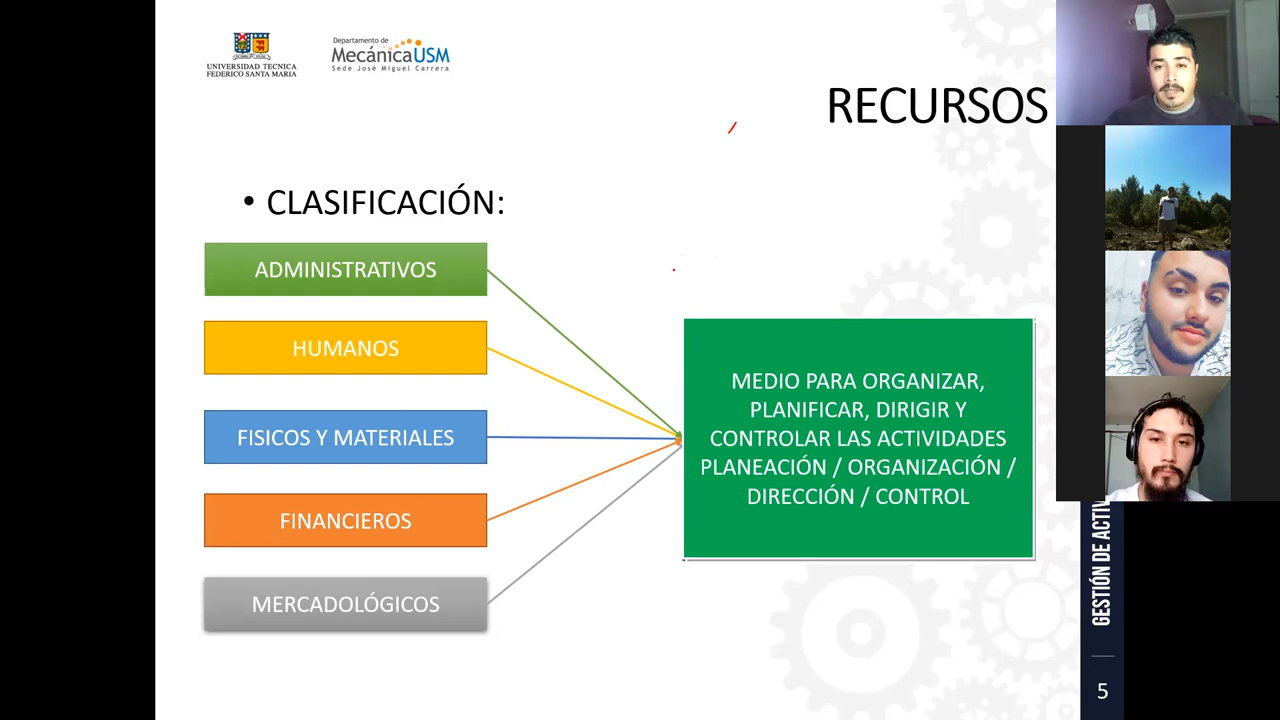 UNIVERSIDAD TECNICA
FEDERICO SANTA MARIA
Departamento de
MecánicaUSM
Sede José Miguel Carrera
RECURSOS
• CLASIFICACIÓN:
ADMINISTRATIVOS
HUMANOS
FISICOS Y MATERIALES
FINANCIEROS
MERCADOLÓGICOS
MEDIO PARA ORGANIZAR,
PLANIFICAR, DIRIGIR Y
CONTROLAR LAS ACTIVIDADES
PLANEACIÓN / ORGANIZACIÓN /
DIRECCIÓN / CONTROL
GESTIÓN DE ACTIV
5